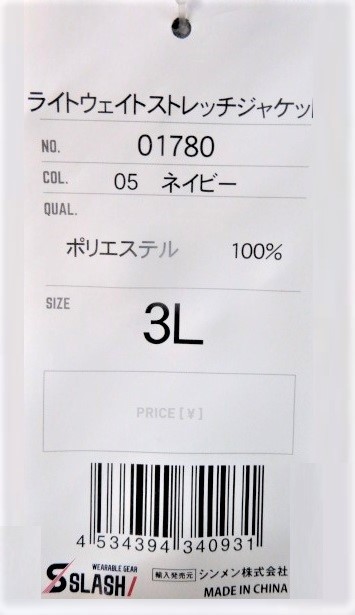 ライトウェイトストレッチジャケッ
NO. 01780
COL. 05 ネイビー
QUAL.
ポリエステル 100%
SIZE
3L
PRICE [¥]
4 534394 340931
WEARABLE GEAR
SLASH 輸入発売元 シンメン株式会社
MADE IN CHINA